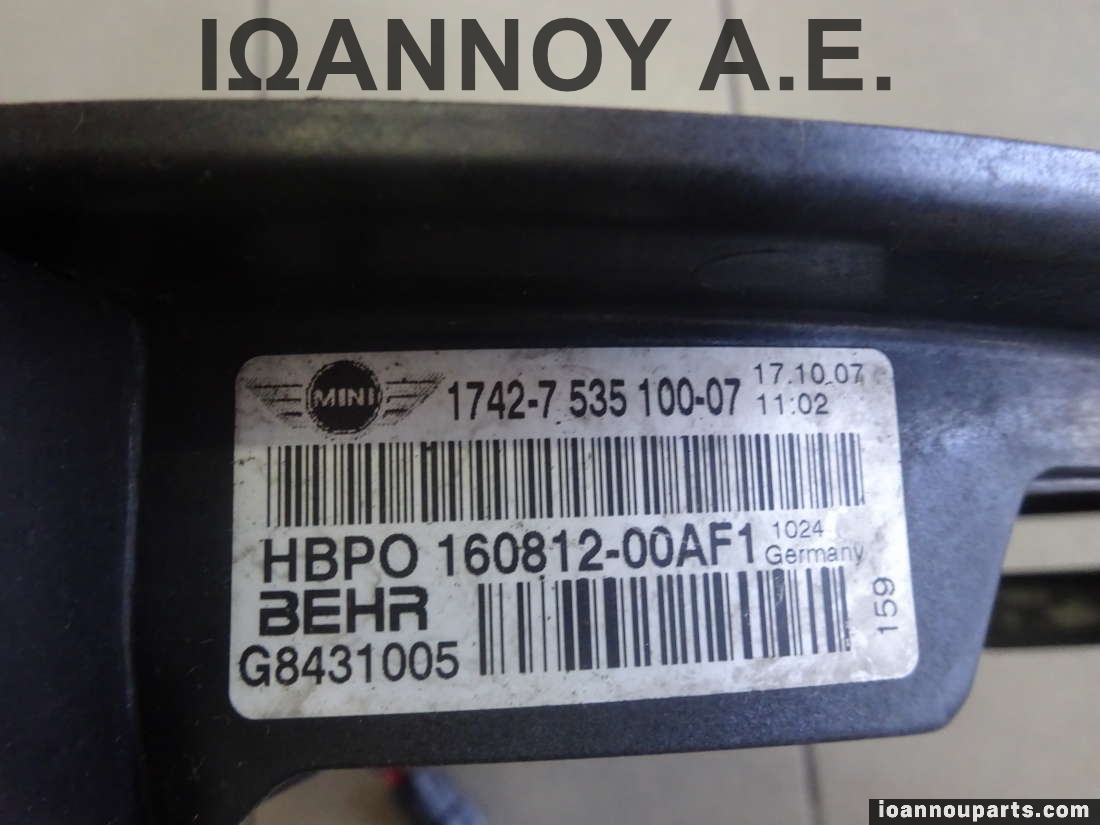 ΙΩΑΝΝΟΥ Α.Ε.
MINI 1742-7 535 100-07 17.10.07
11:02
HBPO 160812-00AF1 1024
Germany
BEHR
G8431005
159
ioannouparts.com